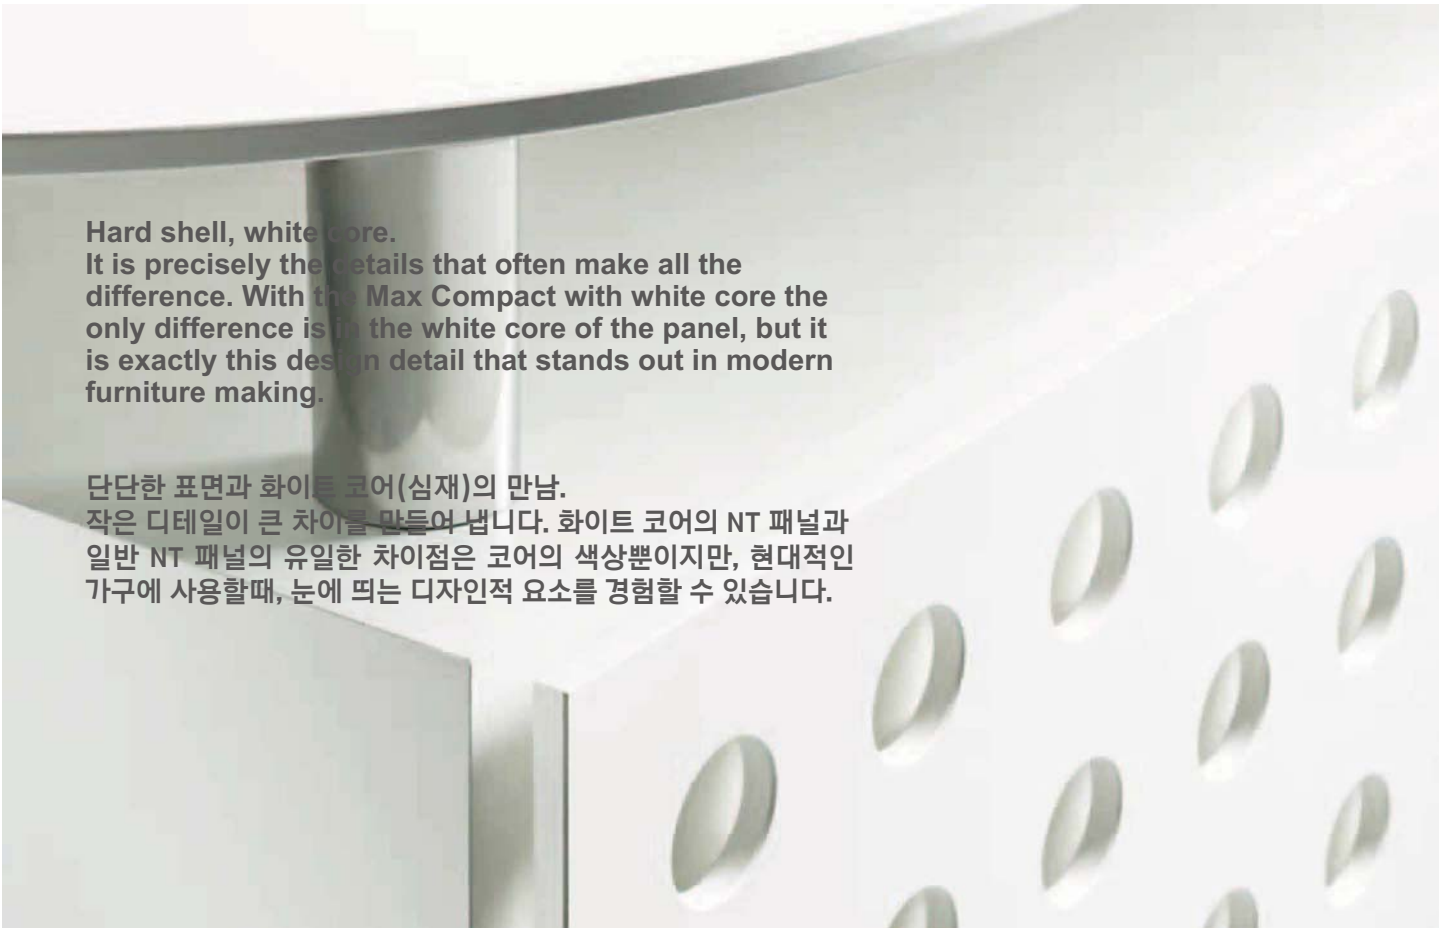 Hard shell, white core.
It is precisely the details that often make all the
difference. With the Max Compact with white core the
only difference is in the white core of the panel, but it
is exactly this design detail that stands out in modern
furniture making.
단단한 표면과 화이트 코어(심재)의 만남.
작은 디테일이 큰 차이를 만들어 냅니다. 화이트 코어의 NT 패널과
일반 NT 패널의 유일한 차이점은 코어의 색상뿐이지만, 현대적인
가구에 사용할때, 눈에 띄는 디자인적 요소를 경험할 수 있습니다.